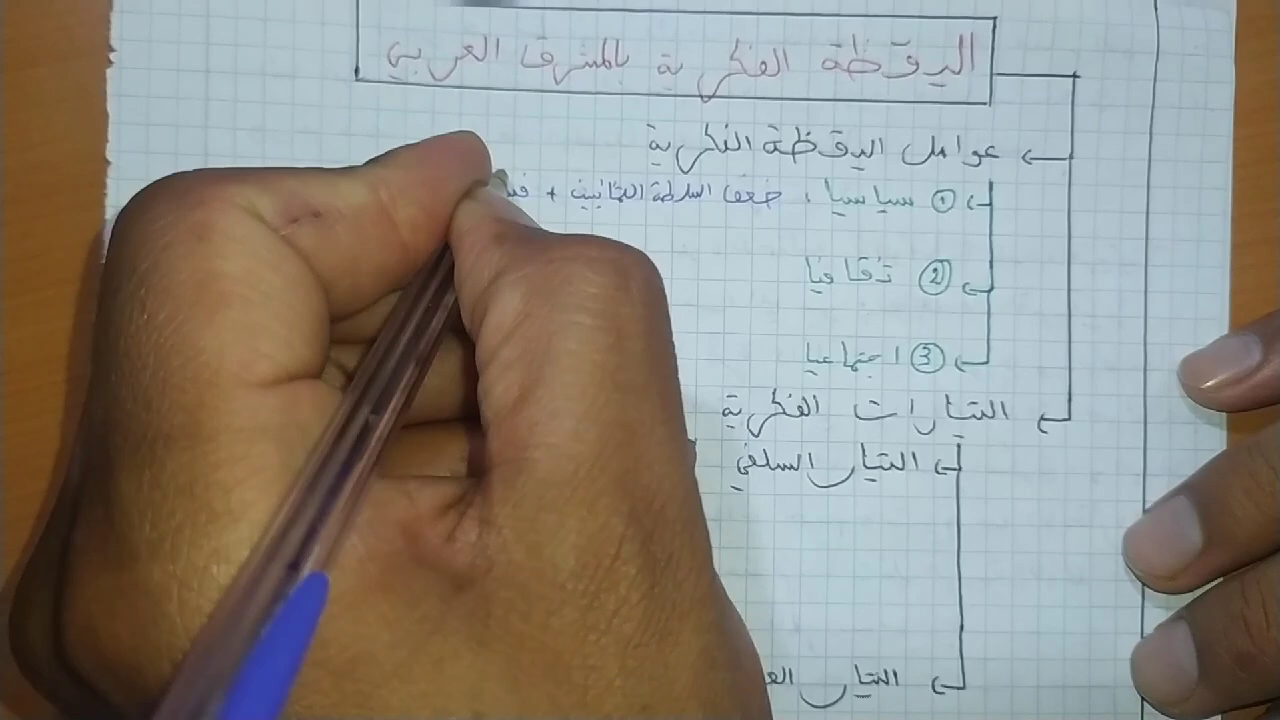 اليقظة الفكرية بالمشرق العربي
عوامل اليقظة الفكرية
① سياسيا: ضعف السلطة العثمانية +
② ثقافيا
③ اجتماعيا
التيارات الفكرية
التيار السلفي
التيار